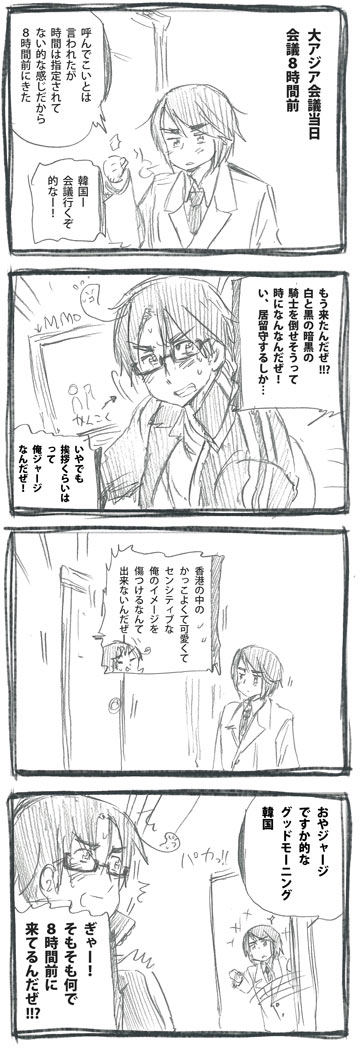 大アジア会議当日
会議8時間前
呼んでこいとは
言われたが
時間は指定されて
ない的な感じだから
8時間前にきた
韓国ー
会議行くぞ
的なー！
もう来たんだぜ!!!?
白と黒の暗黒の
騎士を倒せそうって
時になんなんだぜ！
い、居留守するしか…
MMO
かんこく
いやでも
挨拶くらいは
って
俺ジャージ
なんだぜ！
香港の中の
かっこよくて可愛くて
センシティブな
俺のイメージを
傷つけるなんて
出来ないんだぜ
おやジャージ
ですか的な
グッドモーニング
韓国
パカっ!!
ぎゃー！
そもそも何で
8時間前に
来てるんだぜ!!!?